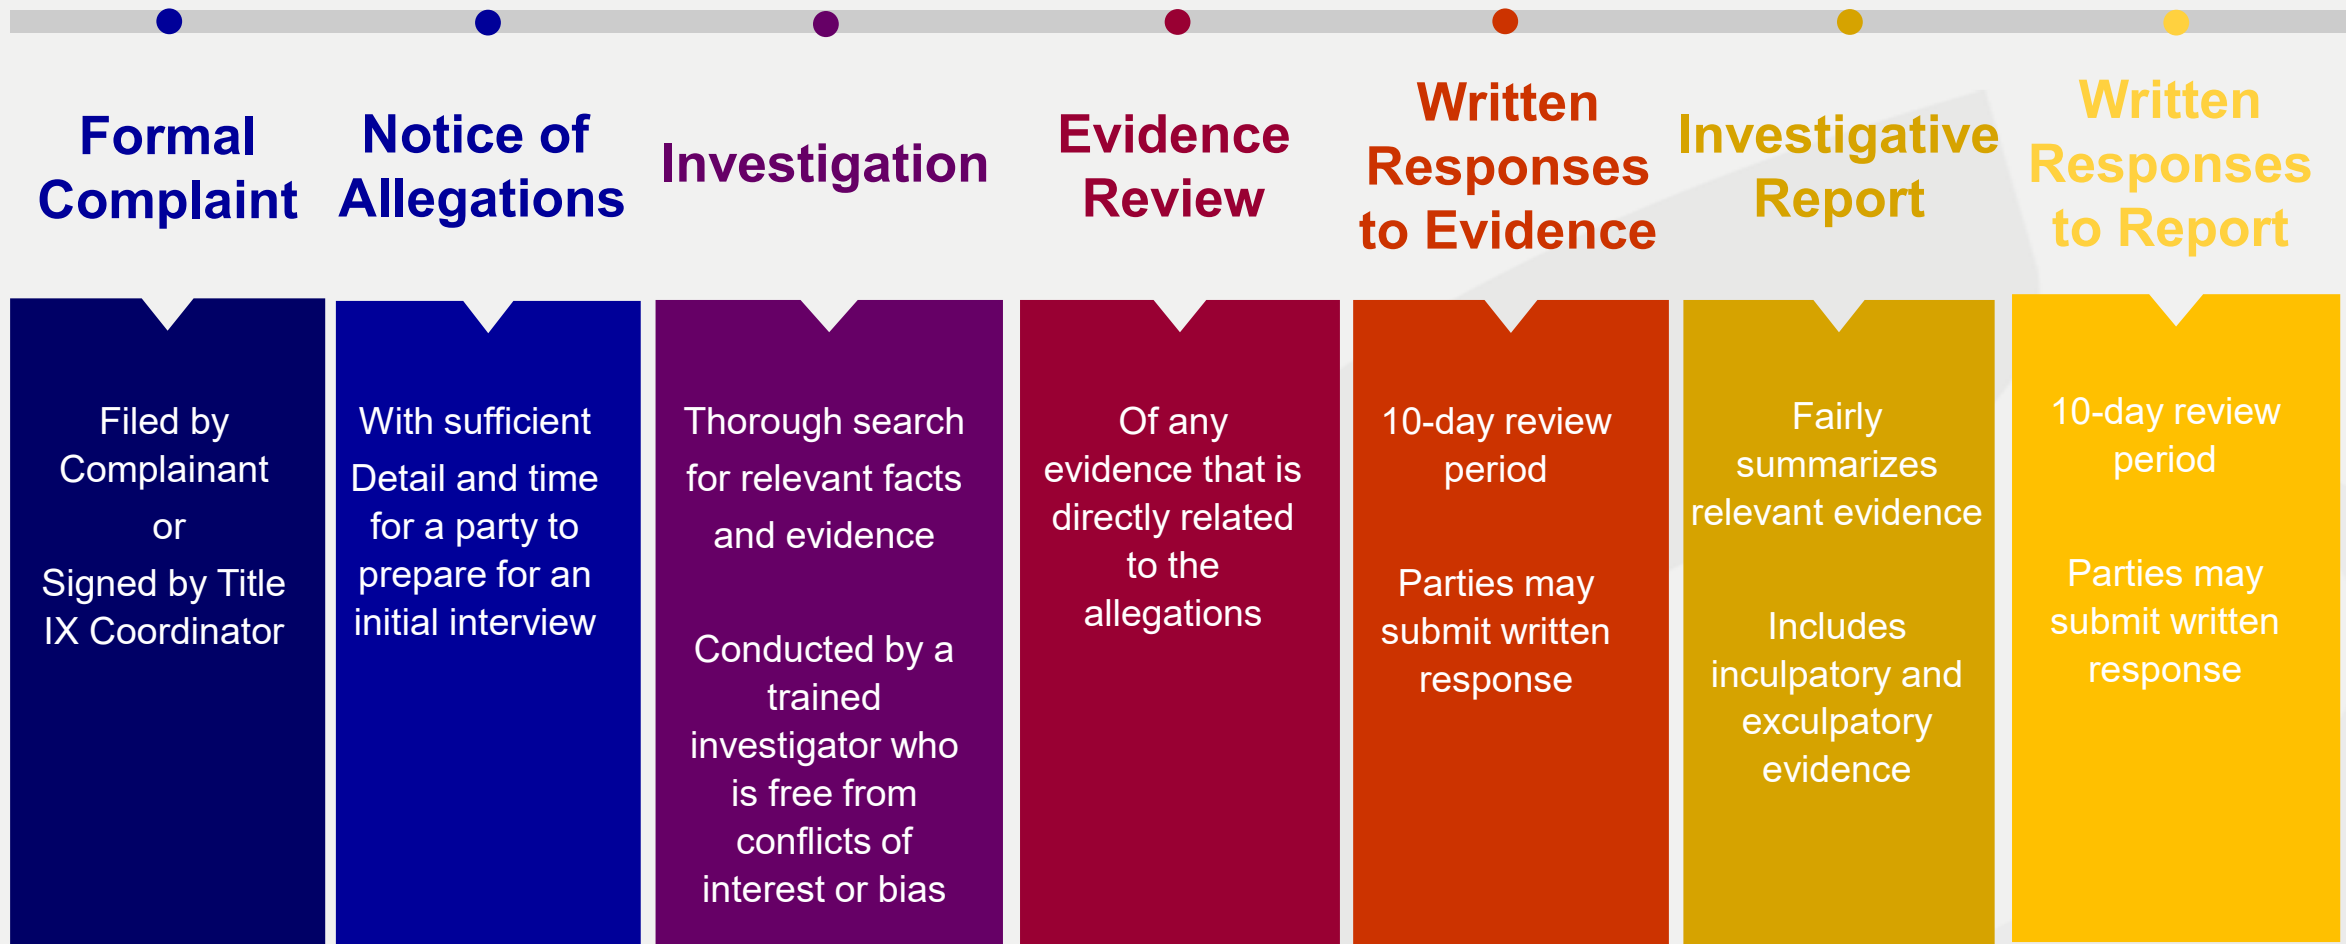 Formal
Complaint
Notice of
Allegations
Investigation
Evidence
Review
Written
Responses
to Evidence
Investigative
Report
Written
Responses
to Report
Filed by
Complainant
or
Signed by Title
IX Coordinator
With sufficient
Detail and time
for a party to
prepare for an
initial interview
Thorough search
for relevant facts
and evidence
Conducted by a
trained
investigator who
is free from
conflicts of
interest or bias
Of any
evidence that is
directly related
to the
allegations
10-day review
period
Parties may
submit written
response
Fairly
summarizes
relevant evidence
Includes
inculpatory and
exculpatory
evidence
10-day review
period
Parties may
submit written
response